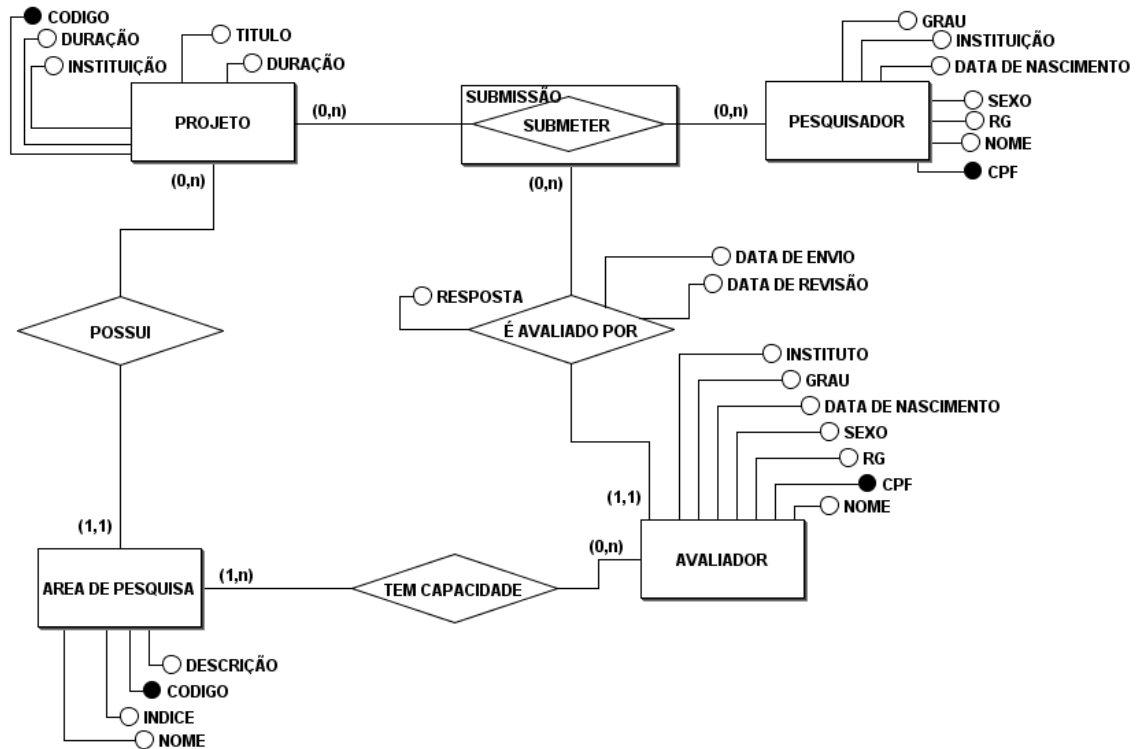 CODIGO
DURAÇÃO
INSTITUIÇÃO
TITULO
DURAÇÃO
PROJETO
(0,n)
(0,n)
SUBMISSÃO
SUBMETER
(0,n)
(0,n)
GRAU
INSTITUIÇÃO
DATA DE NASCIMENTO
PESQUISADOR
SEXO
RG
NOME
CPF
POSSUI
RESPOSTA
DATA DE ENVIO
DATA DE REVISÃO
É AVALIADO POR
INSTITUTO
GRAU
DATA DE NASCIMENTO
SEXO
RG
CPF
NOME
(1,1)
(1,1)
AVALIADOR
(0,n)
TEM CAPACIDADE
(1,n)
AREA DE PESQUISA
DESCRIÇÃO
CODIGO
INDICE
NOME